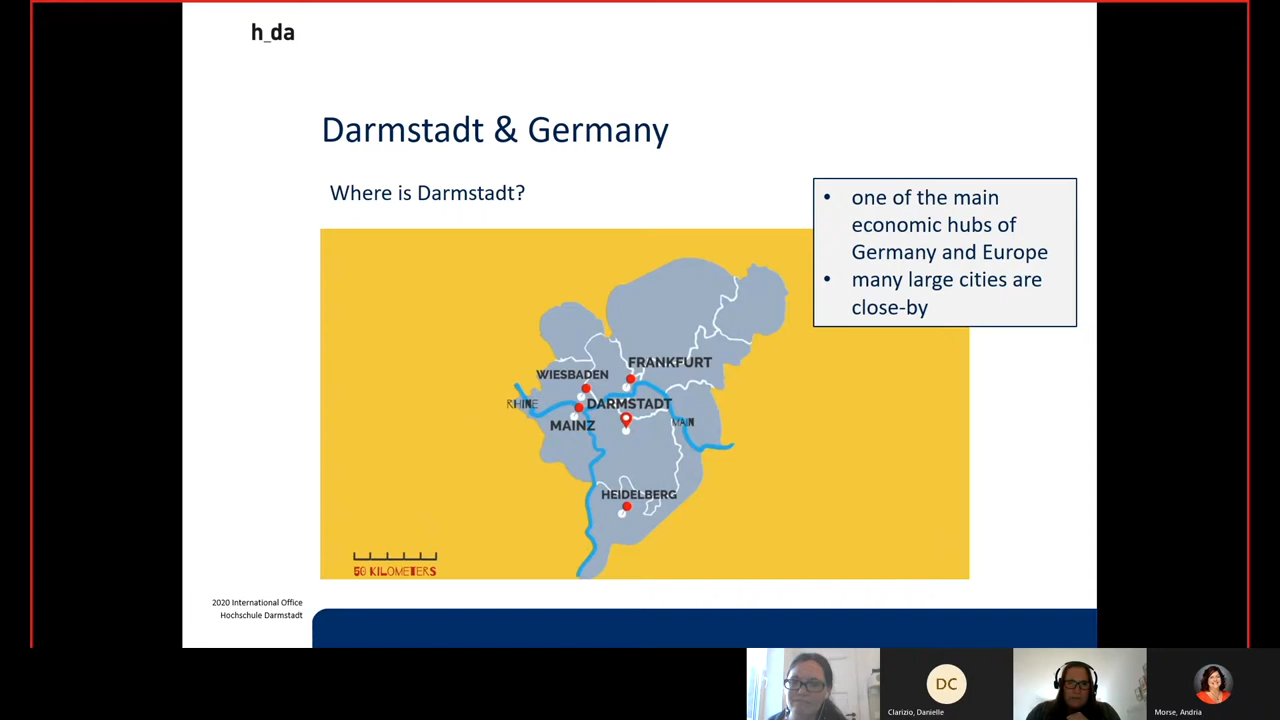 h_da
Darmstadt & Germany
Where is Darmstadt?
• one of the main
economic hubs of
Germany and Europe
• many large cities are
close-by
FRANKFURT
WIESBADEN
RHINE
DARMSTADT
MAIN
MAINZ
HEIDELBERG
50 KILOMETERS
2020 International Office
Hochschule Darmstadt
DC
Clarizio, Danielle
Morse, Andria